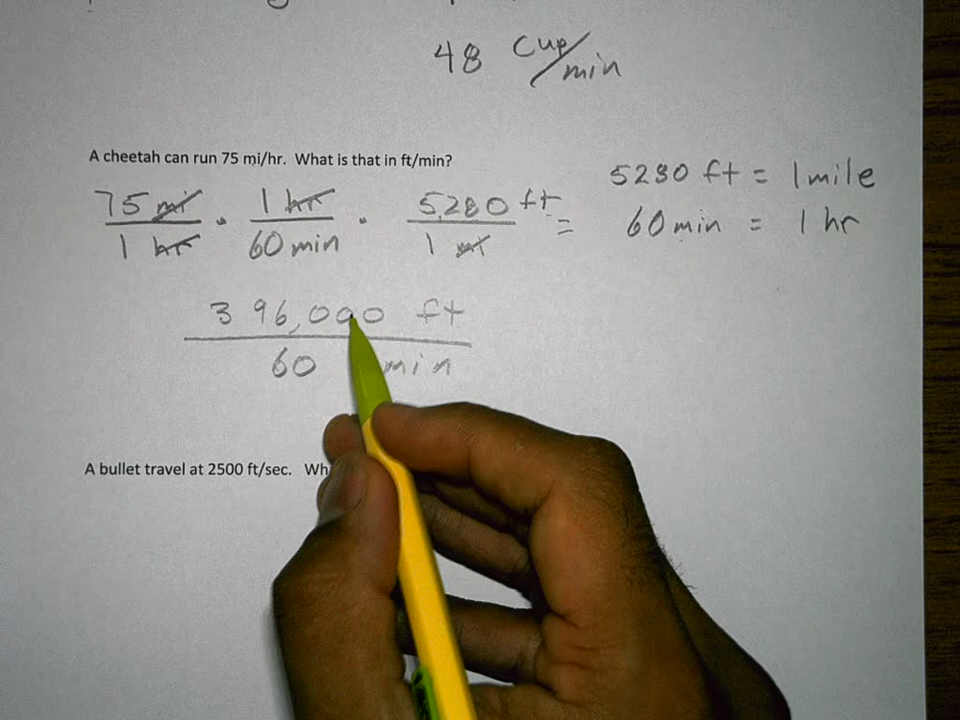 48 cup/min
A cheetah can run 75 mi/hr. What is that in ft/min?
75 mi/1 hr · 1 hr/60 min · 5,280 ft/1 mi =
5280 ft = 1 mile
60 min = 1 hr
396,000 ft
60 min
A bullet travel at 2500 ft/sec.